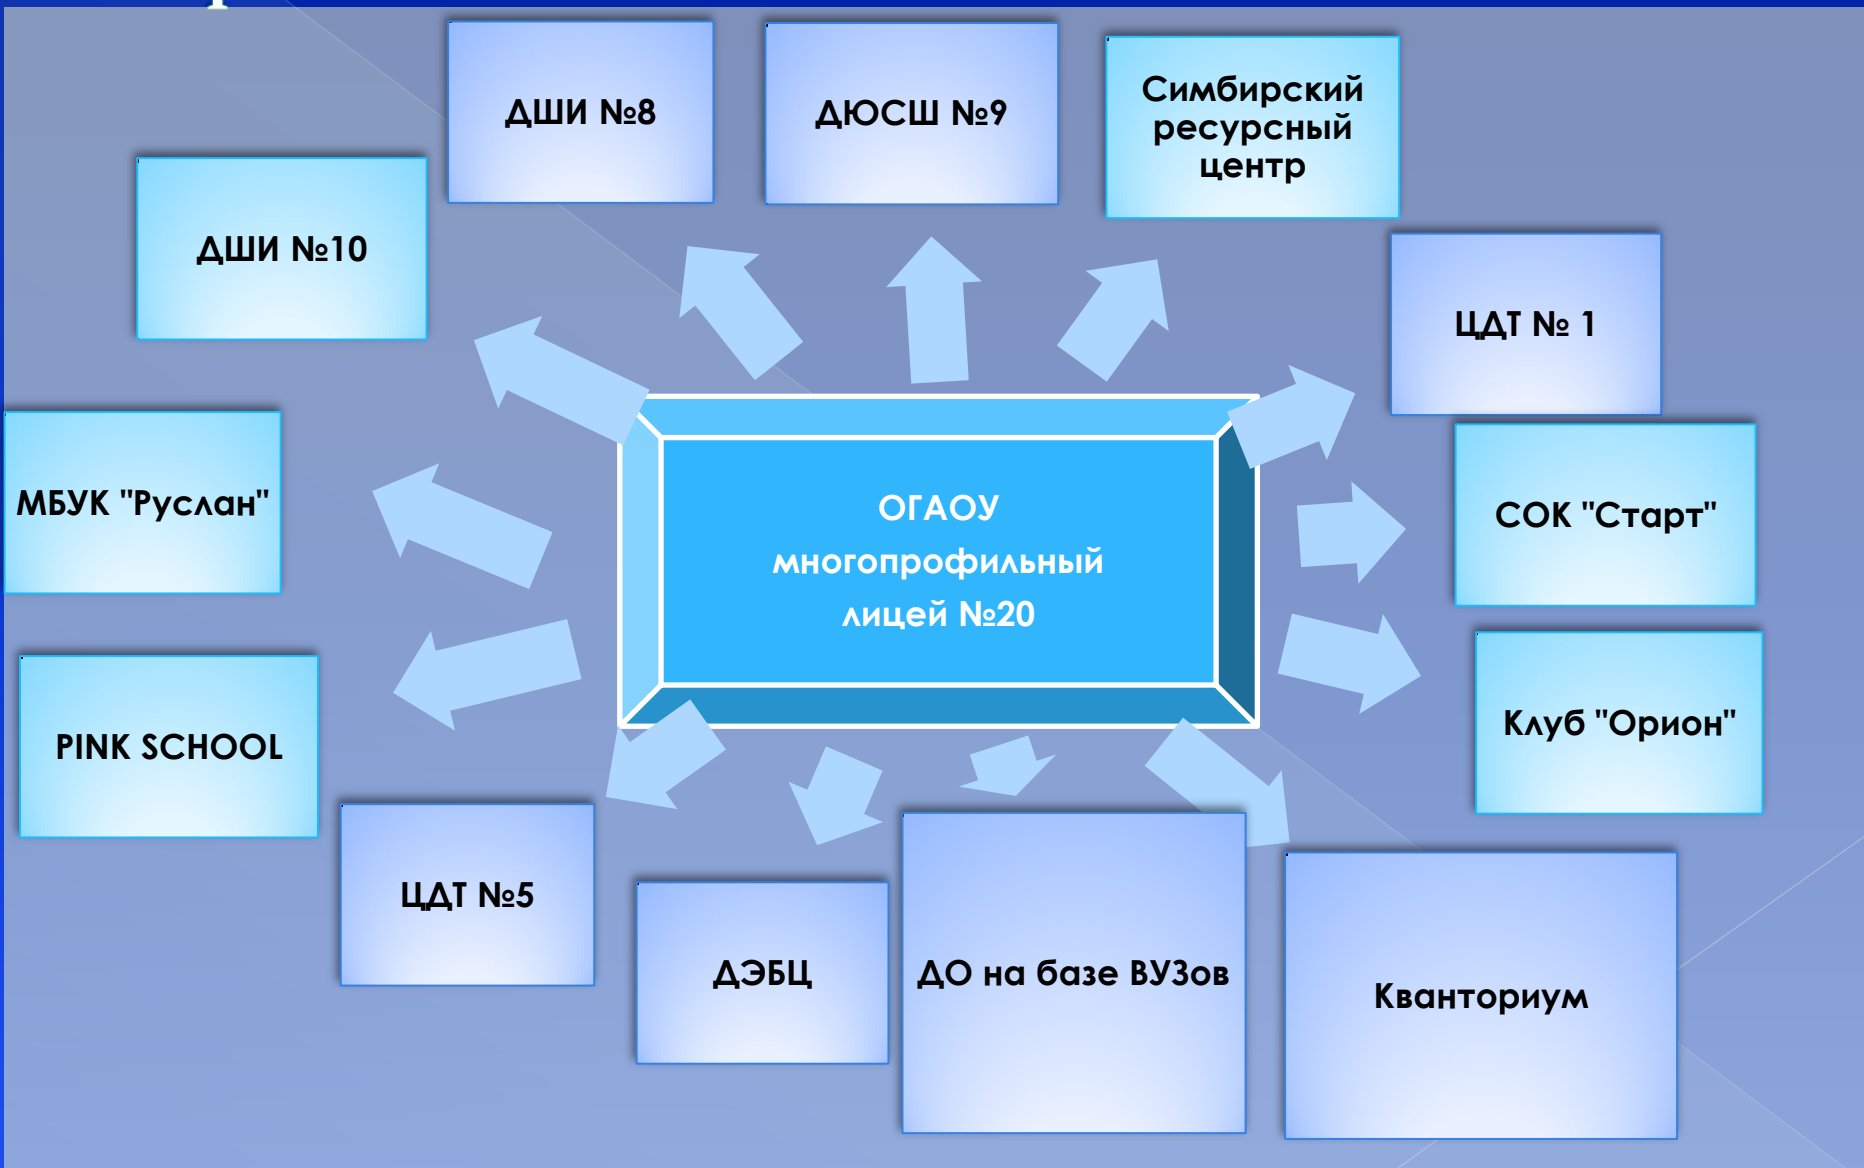 ДШИ №8
ДЮСШ №9
Симбирский
ресурсный
центр
ДШИ №10
ЦДТ № 1
МБУК "Руслан"
СОК "Старт"
ОГАОУ
многопрофильный
лицей №20
PINK SCHOOL
Клуб "Орион"
ЦДТ №5
ДЭБЦ
ДО на базе ВУЗов
Кванториум